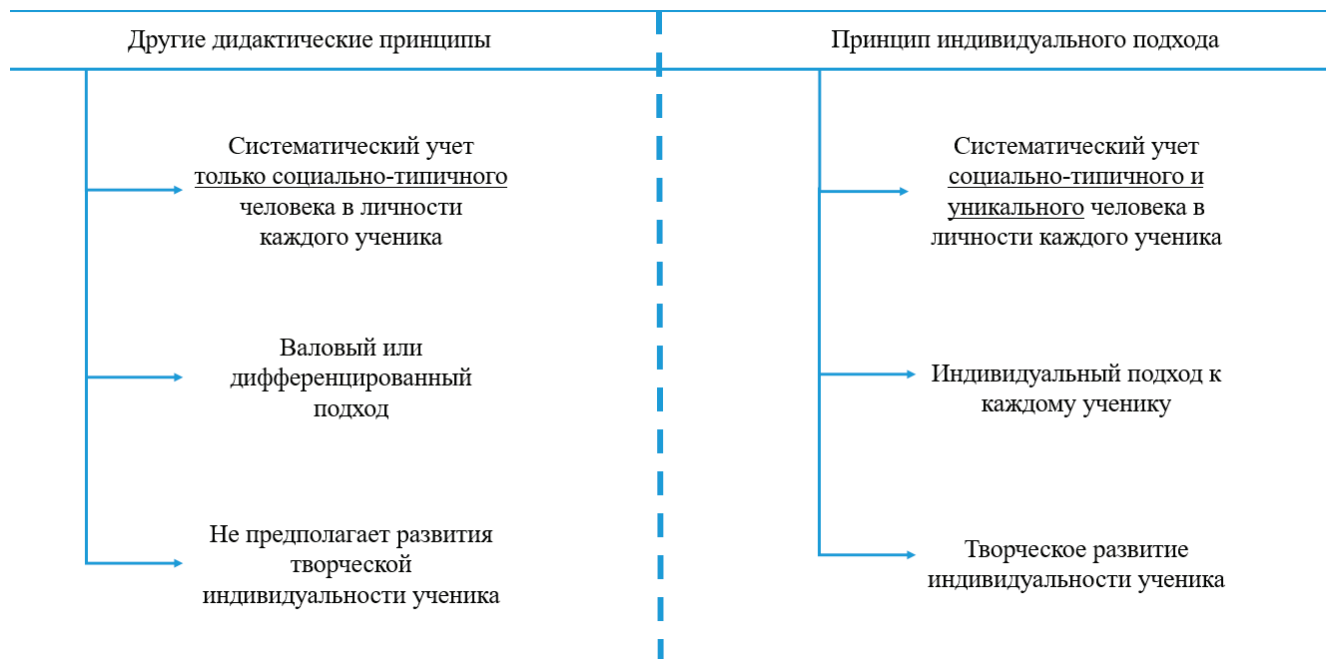 Другие дидактические принципы
Систематический учет
только социально-типичного
человека в личности
каждого ученика
Валовый или
дифференцированный
подход
Не предполагает развития
творческой
индивидуальности ученика
Принцип индивидуального подхода
Систематический учет
социально-типичного и
уникального человека в
личности каждого ученика
Индивидуальный подход к
каждому ученику
Творческое развитие
индивидуальности ученика